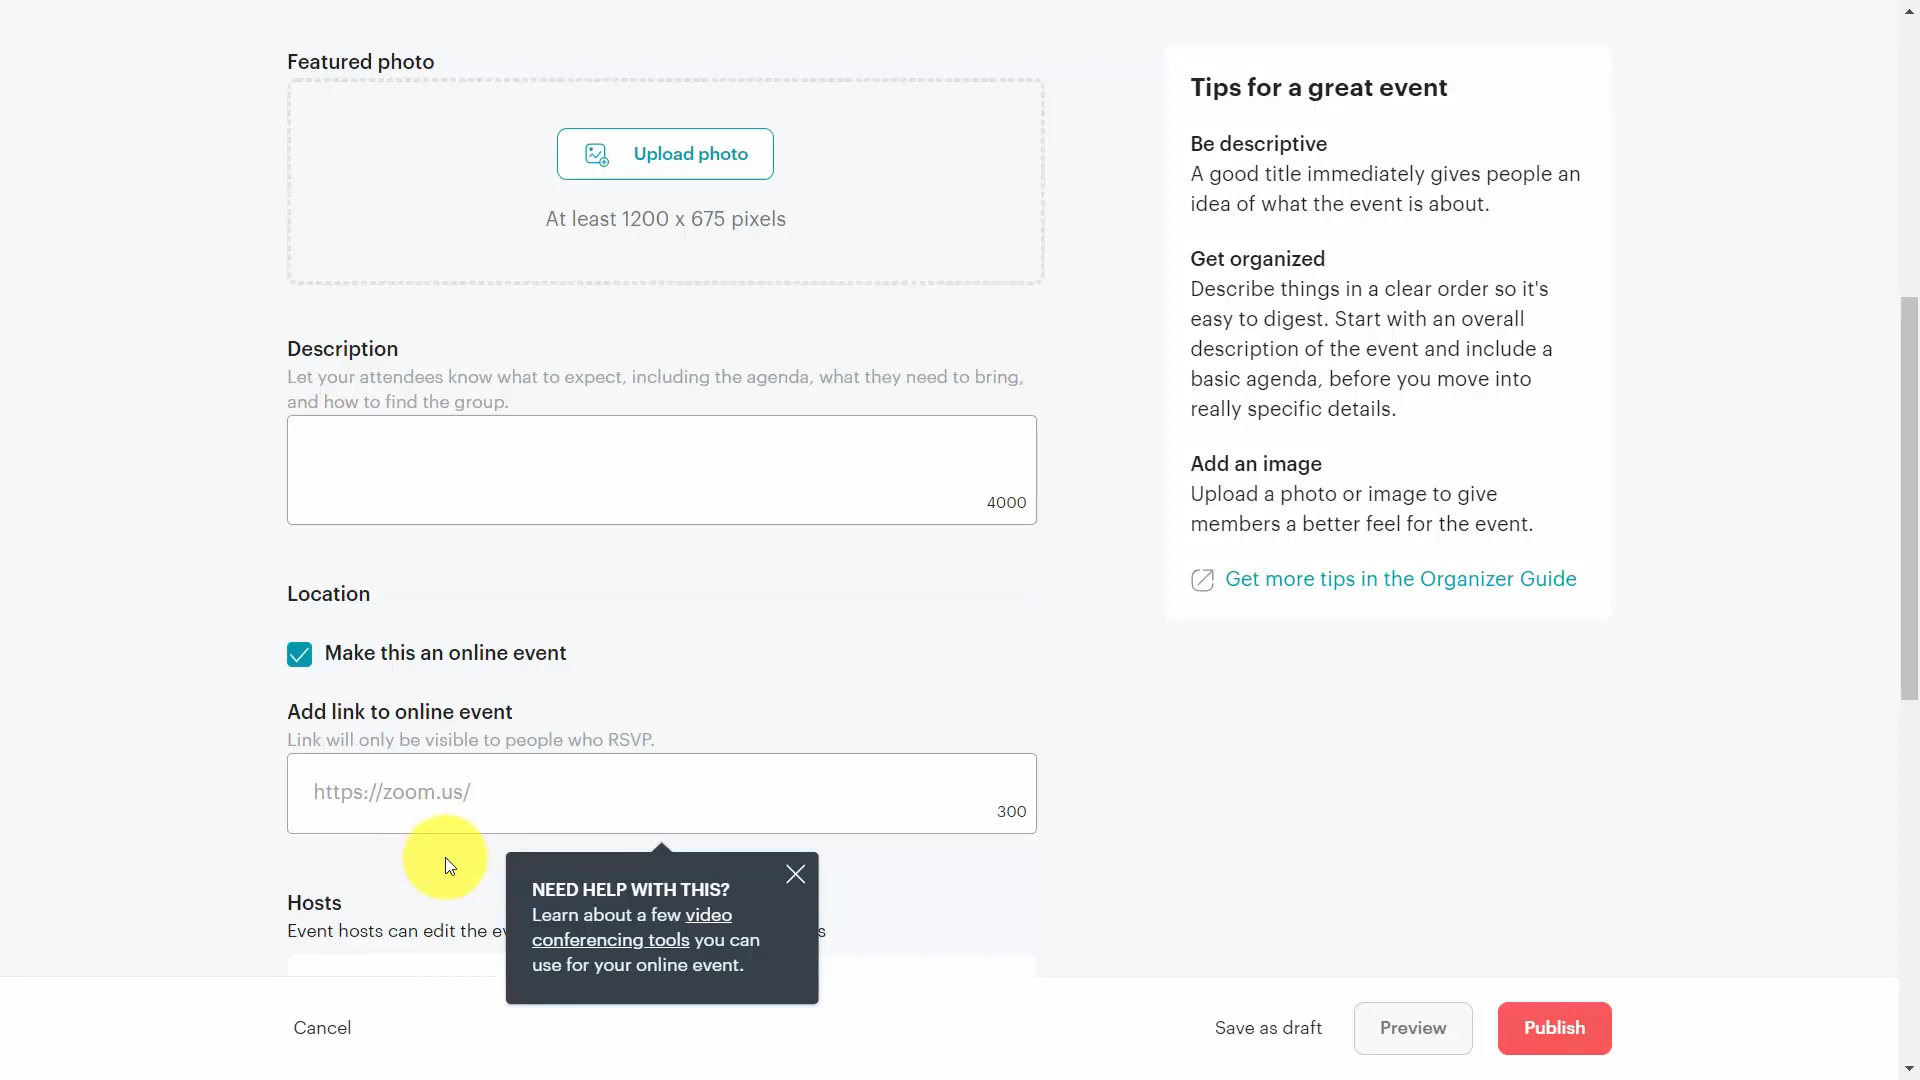 Featured photo
Upload photo
At least 1200 x 675 pixels
Description
Let your attendees know what to expect, including the agenda, what they need to bring,
and how to find the group.
4000
Location
Make this an online event
Add link to online event
Link will only be visible to people who RSVP.
https://zoom.us/
300
NEED HELP WITH THIS?
Learn about a few video
conferencing tools you can
use for your online event.
Hosts
Event hosts can edit the
Tips for a great event
Be descriptive
A good title immediately gives people an
idea of what the event is about.
Get organized
Describe things in a clear order so it's
easy to digest. Start with an overall
description of the event and include a
basic agenda, before you move into
really specific details.
Add an image
Upload a photo or image to give
members a better feel for the event.
Get more tips in the Organizer Guide
Cancel
Save as draft
Preview
Publish